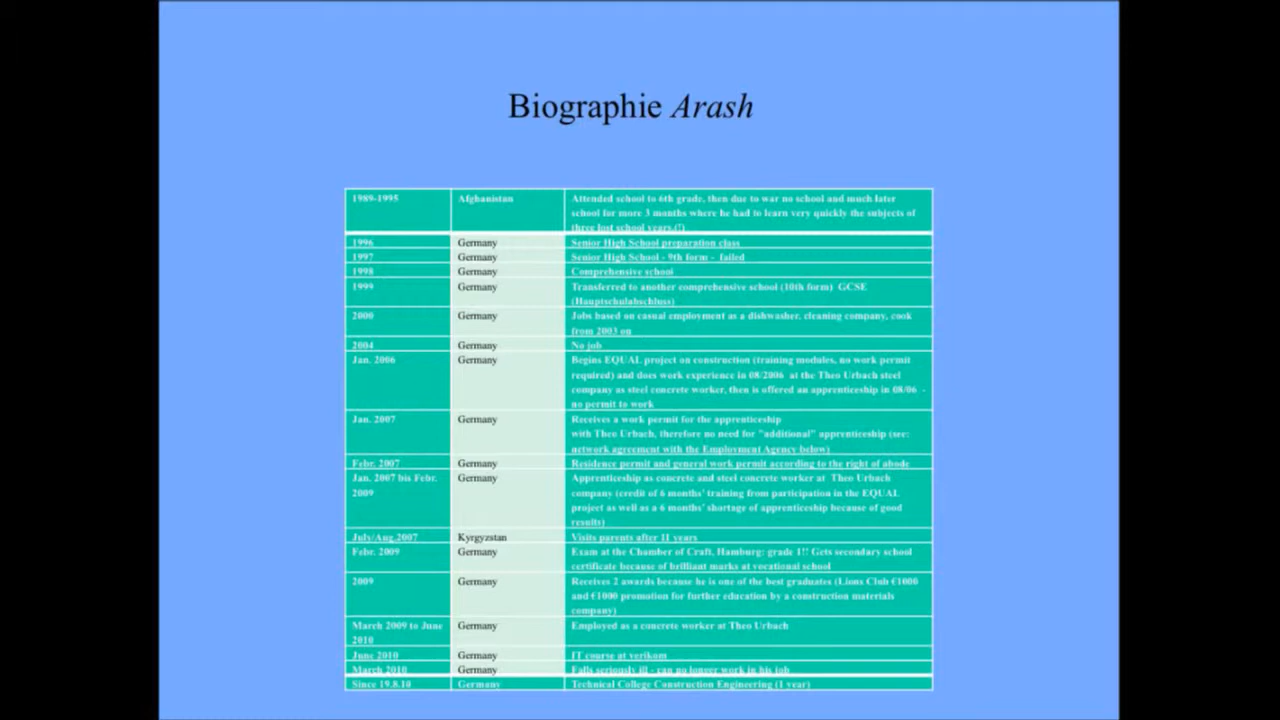 Biographie Arash
1989-1995 Afghanistan Attended school to 6th grade, then due to war no school and much later
school for more 3 months where he had to learn very quickly the subjects of
three lost school years.(!)
1996 Germany Senior High School preparation class
1997 Germany Senior High School - 9th form - failed
1998 Germany Comprehensive school
1999 Germany Transferred to another comprehensive school (10th form) GCSE
(Hauptschulabschluss)
2000 Germany Jobs based on casual employment as a dishwasher, cleaning company, cook
from 2003 on
2004 Germany No job
Jan. 2006 Germany Begins EQUAL project on construction (training modules, no work permit
required) and does work experience in 08/2006 at the Theo Urbach steel
company as steel concrete worker, then is offered an apprenticeship in 08/06 -
no permit to work
Jan. 2007 Germany Receives a work permit for the apprenticeship
with Theo Urbach, therefore no need for "additional" apprenticeship (see:
network agreement with the Employment Agency below)
Febr. 2007 Germany Residence permit and general work permit according to the right of abode
Jan. 2007 bis Febr. Germany Apprenticeship as concrete and steel concrete worker at Theo Urbach
2009 company (credit of 6 months' training from participation in the EQUAL
project as well as a 6 months' shortage of apprenticeship because of good
results)
July/Aug.2007 Kyrgyzstan Visits parents after 11 years
Febr. 2009 Germany Exam at the Chamber of Craft, Hamburg: grade 1!! Gets secondary school
certificate because of brilliant marks at vocational school
2009 Germany Receives 2 awards because he is one of the best graduates (Lions Club €1000
and €1000 promotion for further education by a construction materials
company)
March 2009 to June Germany Employed as a concrete worker at Theo Urbach
2010
June 2010 Germany IT course at verikom
March 2010 Germany Falls seriously ill - can no longer work in his job
Since 19.8.10 Germany Technical College Construction Engineering (1 year)